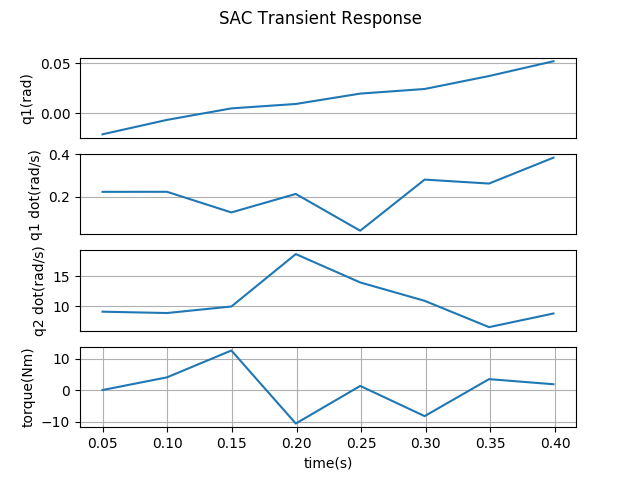 SAC Transient Response
0.05
0.00
q1(rad)
0.4
0.2
q1 dot(rad/s)
15
10
q2 dot(rad/s)
10
0
−10
torque(Nm)
0.05 0.10 0.15 0.20 0.25 0.30 0.35 0.40
time(s)